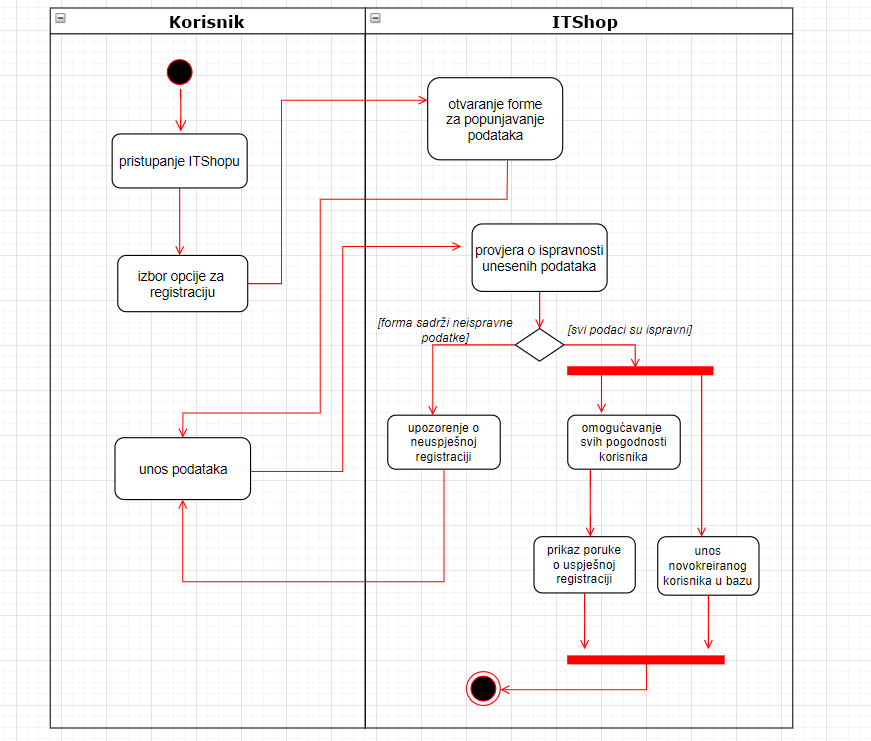 Korisnik
ITShop
otvaranje forme
za popunjavanje
podataka
pristupanje ITShopu
izbor opcije za
registraciju
provjera o ispravnosti
unesenih podataka
[forma sadrži neispravne
podatke]
[svi podaci su ispravni]
upozorenje o
neuspješnoj
registraciji
omogućavanje
svih pogodnosti
korisnika
unos podataka
prikaz poruke
o uspješnoj
registraciji
unos
novokreiranog
korisnika u bazu